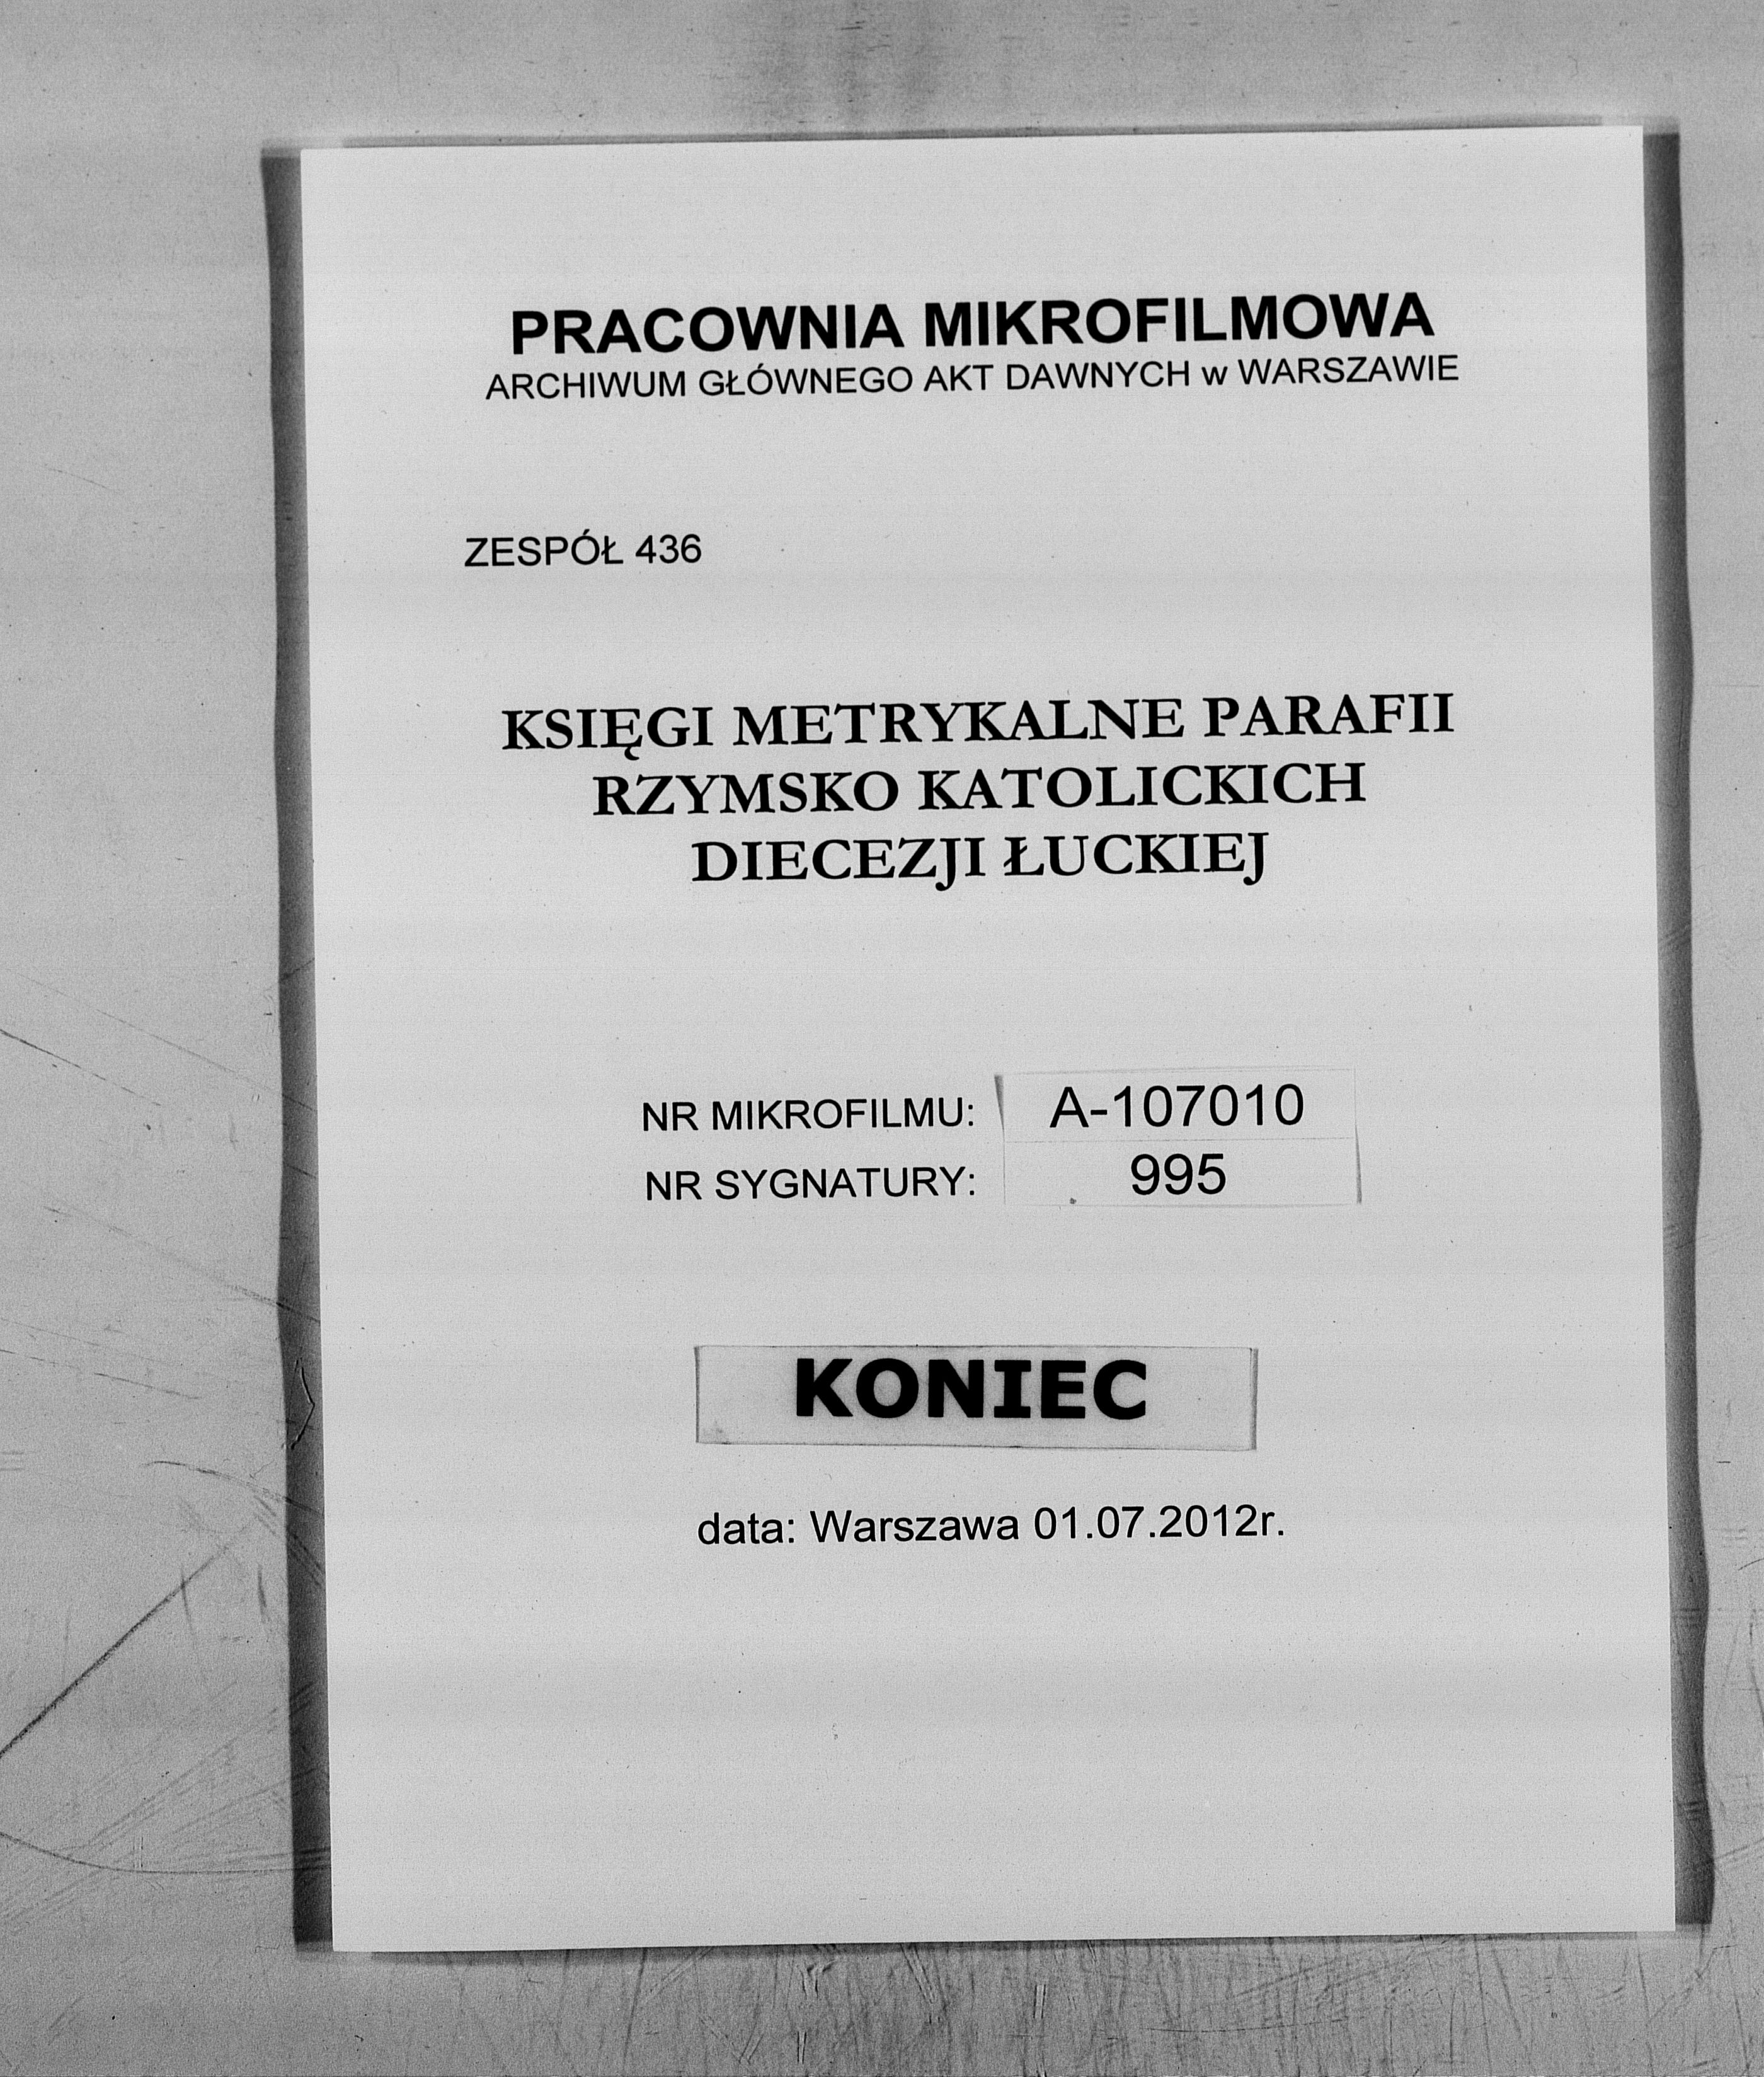 PRACOWNIA MIKROFILMOWA
ARCHIWUM GŁÓWNEGO AKT DAWNYCH w WARSZAWIE
ZESPÓŁ 436
KSIĘGI METRYKALNE PARAFII
RZYMSKO KATOLICKICH
DIECEZJI ŁUCKIEJ
NR MIKROFILMU: A-107010
NR SYGNATURY: 995
KONIEC
data: Warszawa 01.07.2012r.